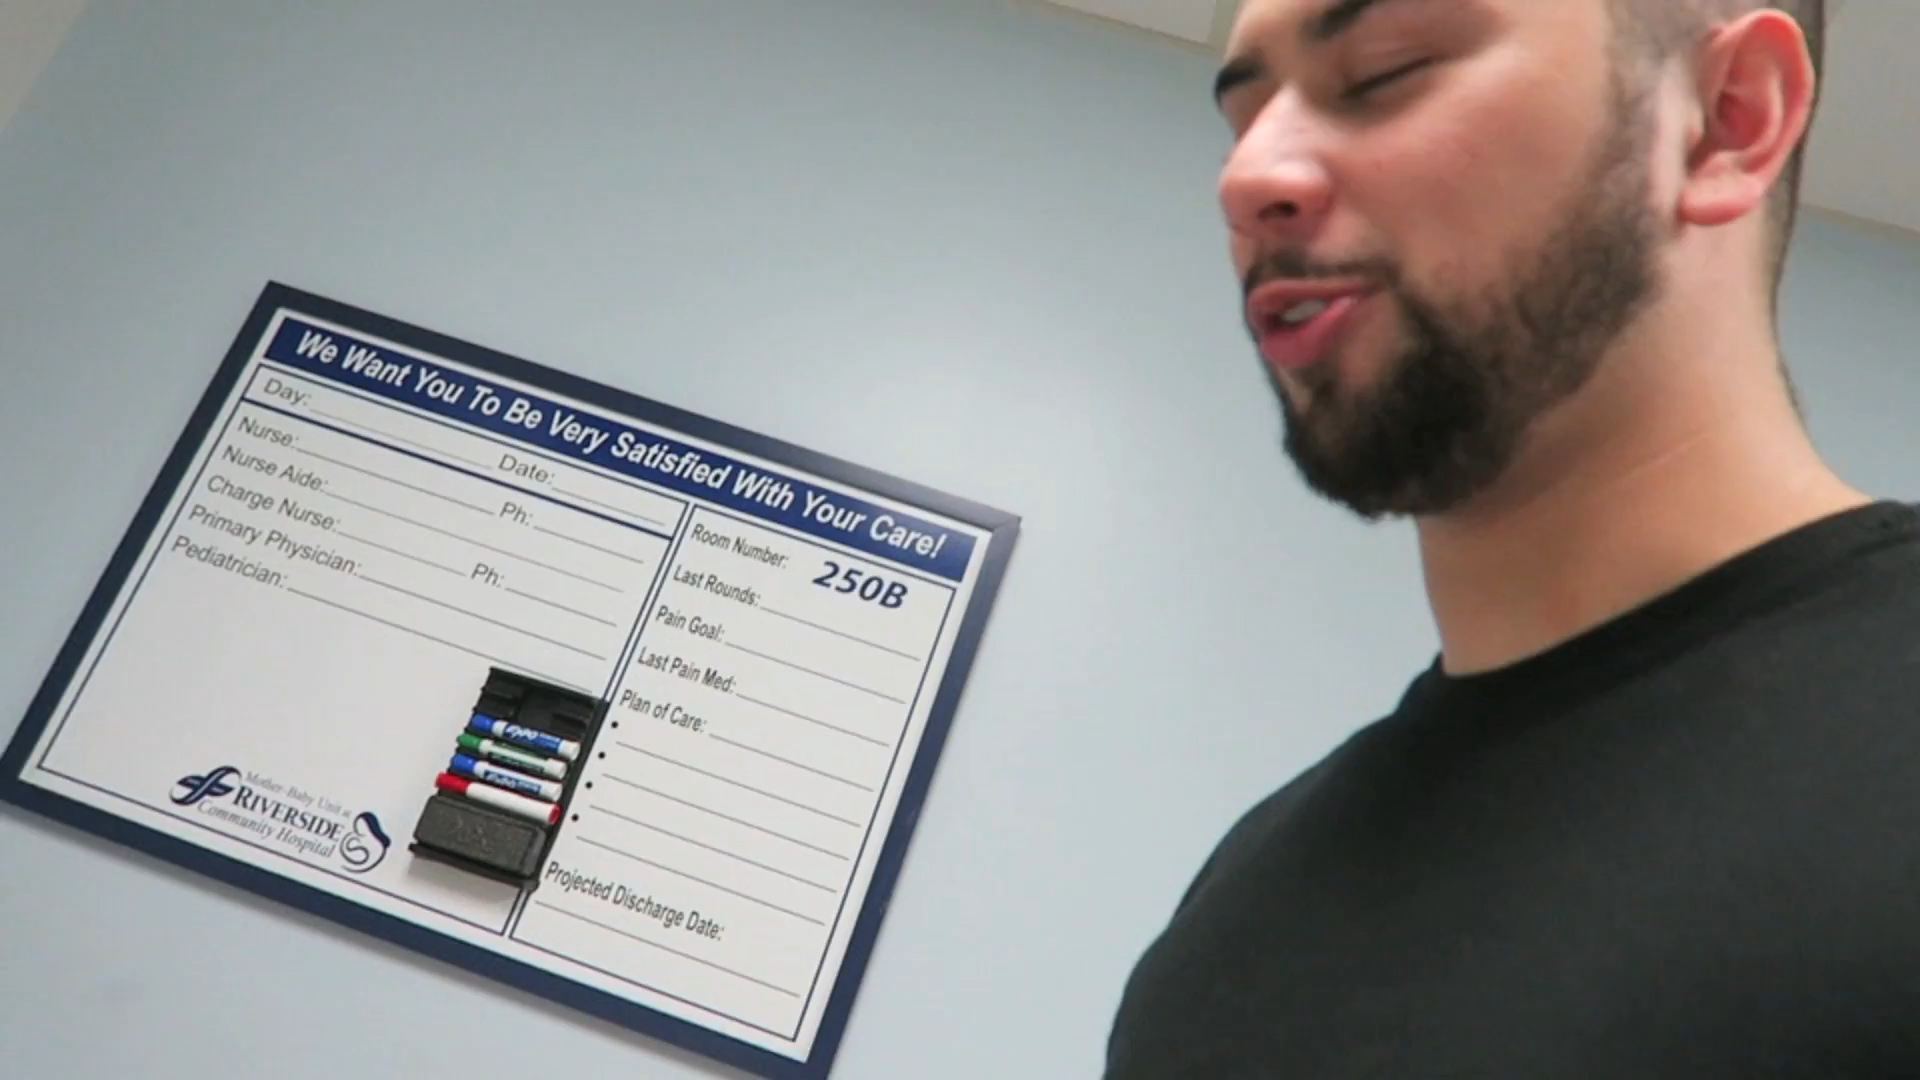 We Want You To Be Very Satisfied With Your Care!
Day: Date:
Nurse: Ph:
Nurse Aide:
Charge Nurse: Ph:
Primary Physician:
Pediatrician:
Room Number: 250B
Last Rounds:
Pain Goal:
Last Pain Med:
Plan of Care:
Projected Discharge Date:
EXPO
Mother-Baby Unit at
RIVERSIDE
Community Hospital